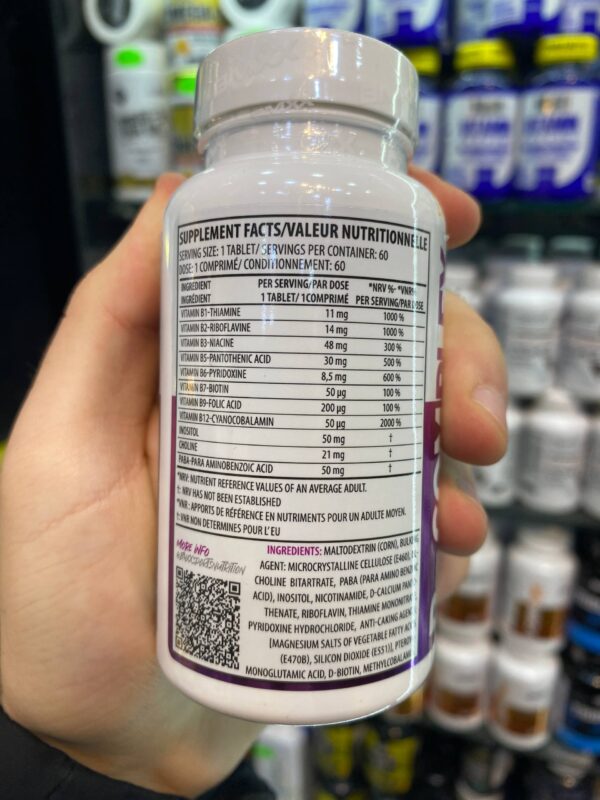 SUPPLEMENT FACTS/VALEUR NUTRITIONNELLE
SERVING SIZE: 1 TABLET/ SERVINGS PER CONTAINER: 60
DOSE: 1 COMPRIMÉ/ CONDITIONNEMENT: 60
INGREDIENT PER SERVING/PAR DOSE *NRV %- *VNR%
INGRÉDIENT 1 TABLET/ 1COMPRIMÉ PER SERVING/PAR DOSE
VITAMIN B1-THIAMINE 11 mg 1000 %
VITAMIN B2-RIBOFLAVINE 14 mg 1000 %
VITAMIN B3-NIACINE 48 mg 300 %
VITAMIN B5-PANTOTHENIC ACID 30 mg 500 %
VITAMIN B6-PYRIDOXINE 8,5 mg 600 %
VITAMIN B7-BIOTIN 50 µg 100 %
VITAMIN B9-FOLIC ACID 200 µg 100 %
VITAMIN B12-CYANOCOBALAMIN 50 µg 2000 %
INOSITOL 50 mg †
CHOLINE 21 mg †
PABA-PARA AMINOBENZOIC ACID 50 mg †
*NRV: NUTRIENT REFERENCE VALUES OF AN AVERAGE ADULT.
†: NRV HAS NOT BEEN ESTABLISHED
*VNR : APPORTS DE RÉFÉRENCE EN NUTRIMENTS POUR UN ADULTE MOYEN.
†: VNR NON DETERMINES POUR L' EU
MORE INFO
INGREDIENTS: MALTODEXTRIN (CORN), BULKING
AGENT: MICROCRYSTALLINE CELLULOSE (E460),
CHOLINE BITARTRATE, PABA (PARA AMINO BENZOIC
ACID), INOSITOL, NICOTINAMIDE, D-CALCIUM PANTO-
THENATE, RIBOFLAVIN, THIAMINE MONONITRATE,
PYRIDOXINE HYDROCHLORIDE, ANTI-CAKING AGENTS
[MAGNESIUM SALTS OF VEGETABLE FATTY ACIDS
(E470B), SILICON DIOXIDE (E551)], PTEROYL
MONOGLUTAMIC ACID, D-BIOTIN, METHYLCOBALAMIN